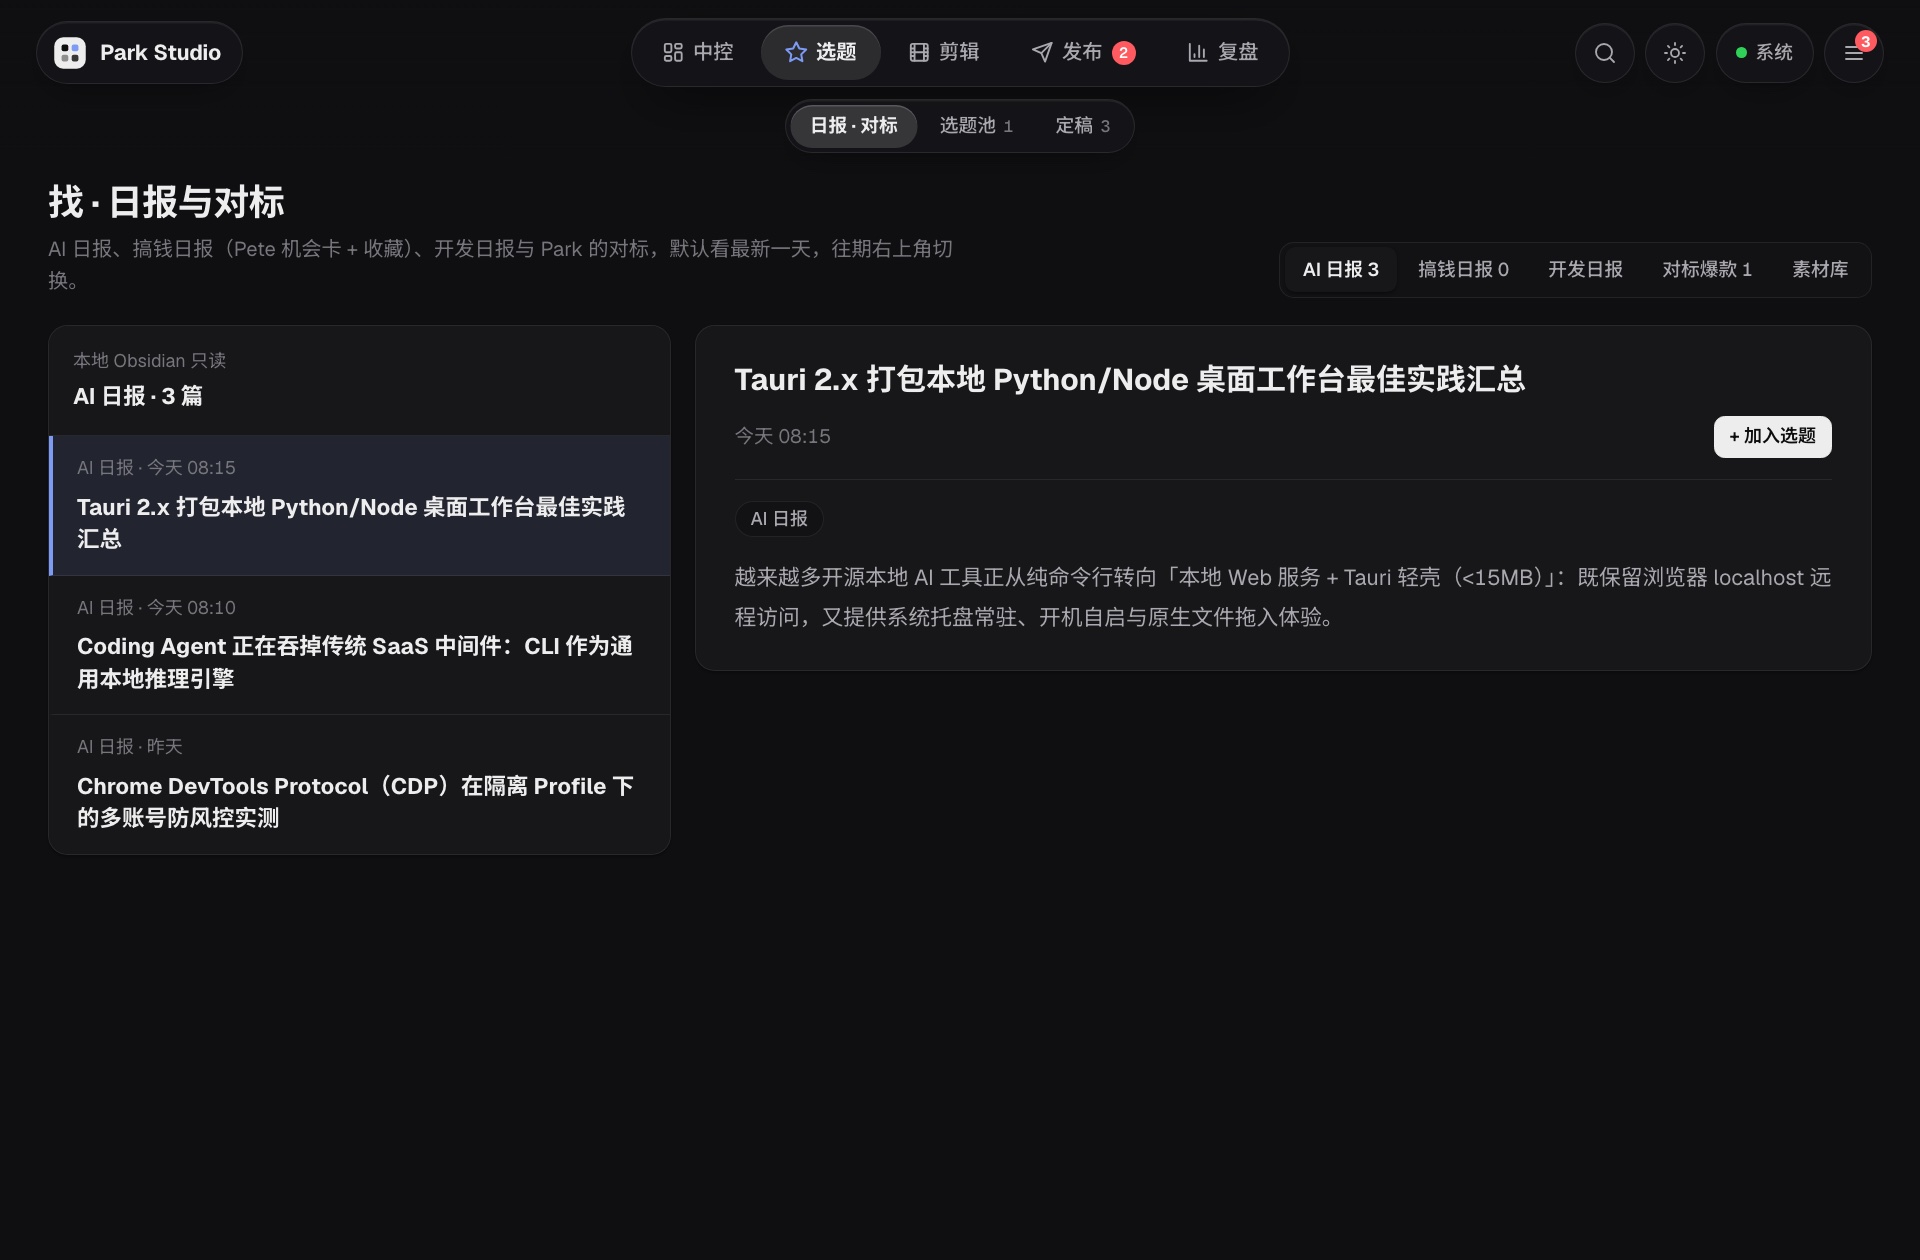 Park Studio
中控
选题
剪辑
发布 2
复盘
系统
3
日报 · 对标
选题池 1
定稿 3
找 · 日报与对标
AI 日报、搞钱日报（Pete 机会卡 + 收藏）、开发日报与 Park 的对标，默认看最新一天，往期右上角切
换。
AI 日报 3
搞钱日报 0
开发日报
对标爆款 1
素材库
本地 Obsidian 只读
AI 日报 · 3 篇
AI 日报 · 今天 08:15
Tauri 2.x 打包本地 Python/Node 桌面工作台最佳实践
汇总
AI 日报 · 今天 08:10
Coding Agent 正在吞掉传统 SaaS 中间件：CLI 作为通
用本地推理引擎
AI 日报 · 昨天
Chrome DevTools Protocol（CDP）在隔离 Profile 下
的多账号防风控实测
Tauri 2.x 打包本地 Python/Node 桌面工作台最佳实践汇总
今天 08:15
+ 加入选题
AI 日报
越来越多开源本地 AI 工具正从纯命令行转向「本地 Web 服务 + Tauri 轻壳（<15MB）」：既保留浏览器 localhost 远
程访问，又提供系统托盘常驻、开机自启与原生文件拖入体验。